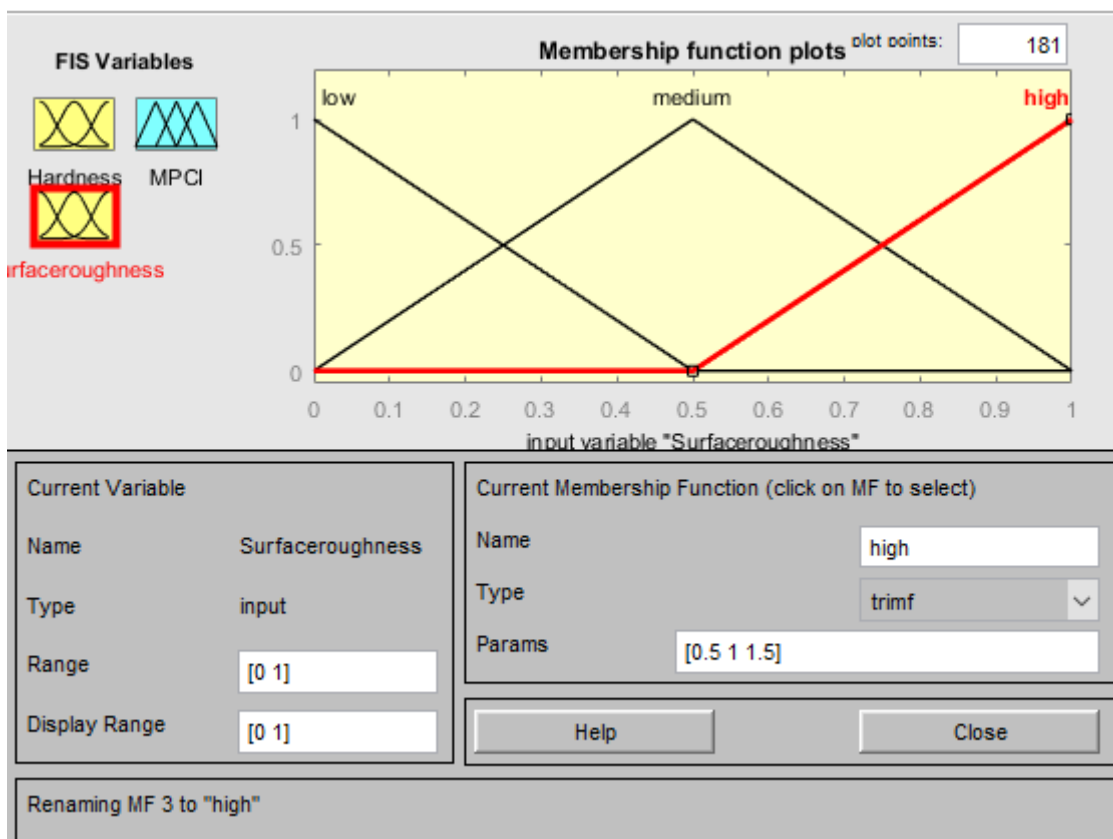 FIS Variables
Membership function plots
plot points:
181
low
medium
high
1
0.5
0
Hardness
MPCI
urfaceroughness
0 0.1 0.2 0.3 0.4 0.5 0.6 0.7 0.8 0.9 1
input variable "Surfaceroughness"
Current Variable
Name Surfaceroughness
Type input
Range [0 1]
Display Range [0 1]
Current Membership Function (click on MF to select)
Name high
Type trimf
Params [0.5 1 1.5]
Help
Close
Renaming MF 3 to "high"